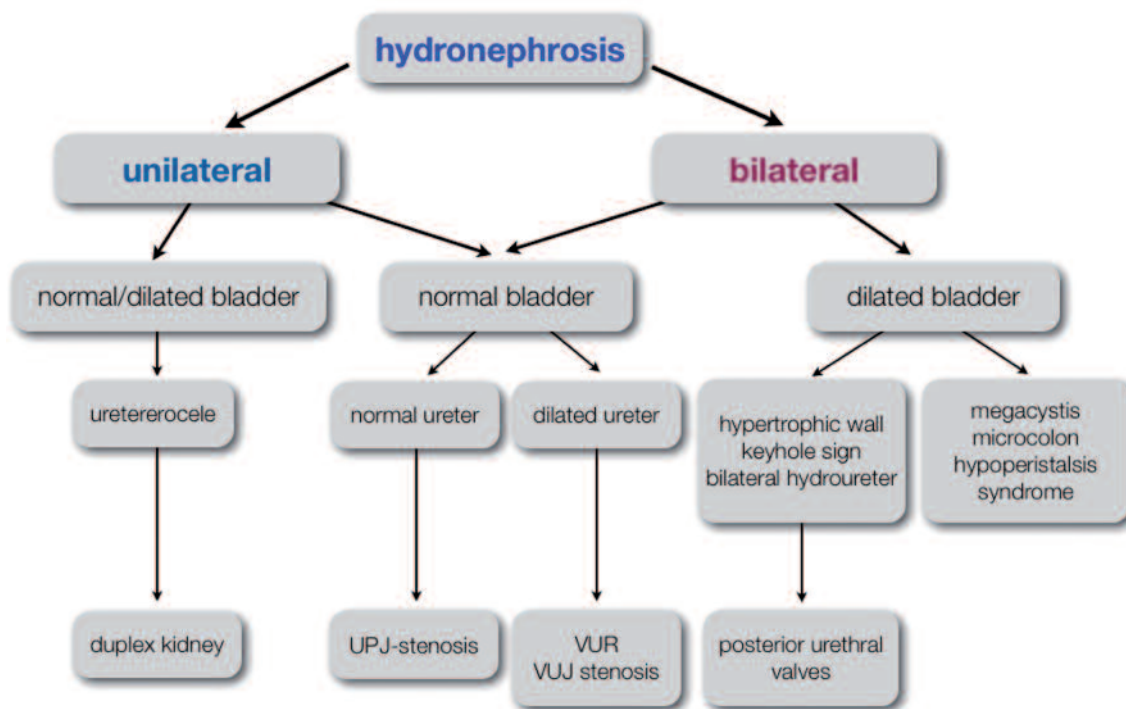 hydronephrosis
unilateral
bilateral
normal/dilated bladder
normal bladder
dilated bladder
uretererocele
normal ureter
dilated ureter
hypertrophic wall
keyhole sign
bilateral hydroureter
megacystis
microcolon
hypoperistalsis
syndrome
duplex kidney
UPJ-stenosis
VUR
VUJ stenosis
posterior urethral
valves